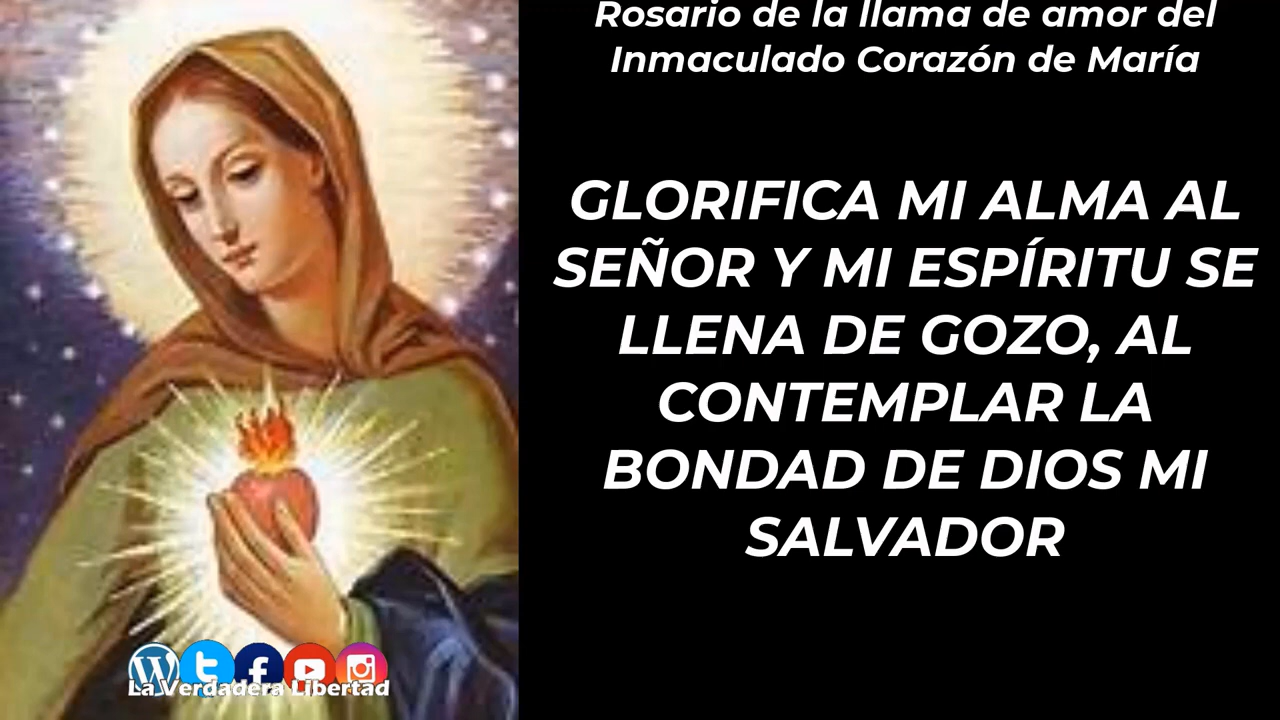 Rosario de la llama de amor del
Inmaculado Corazón de María
GLORIFICA MI ALMA AL
SEÑOR Y MI ESPÍRITU SE
LLENA DE GOZO, AL
CONTEMPLAR LA
BONDAD DE DIOS MI
SALVADOR
La Verdadera Libertad